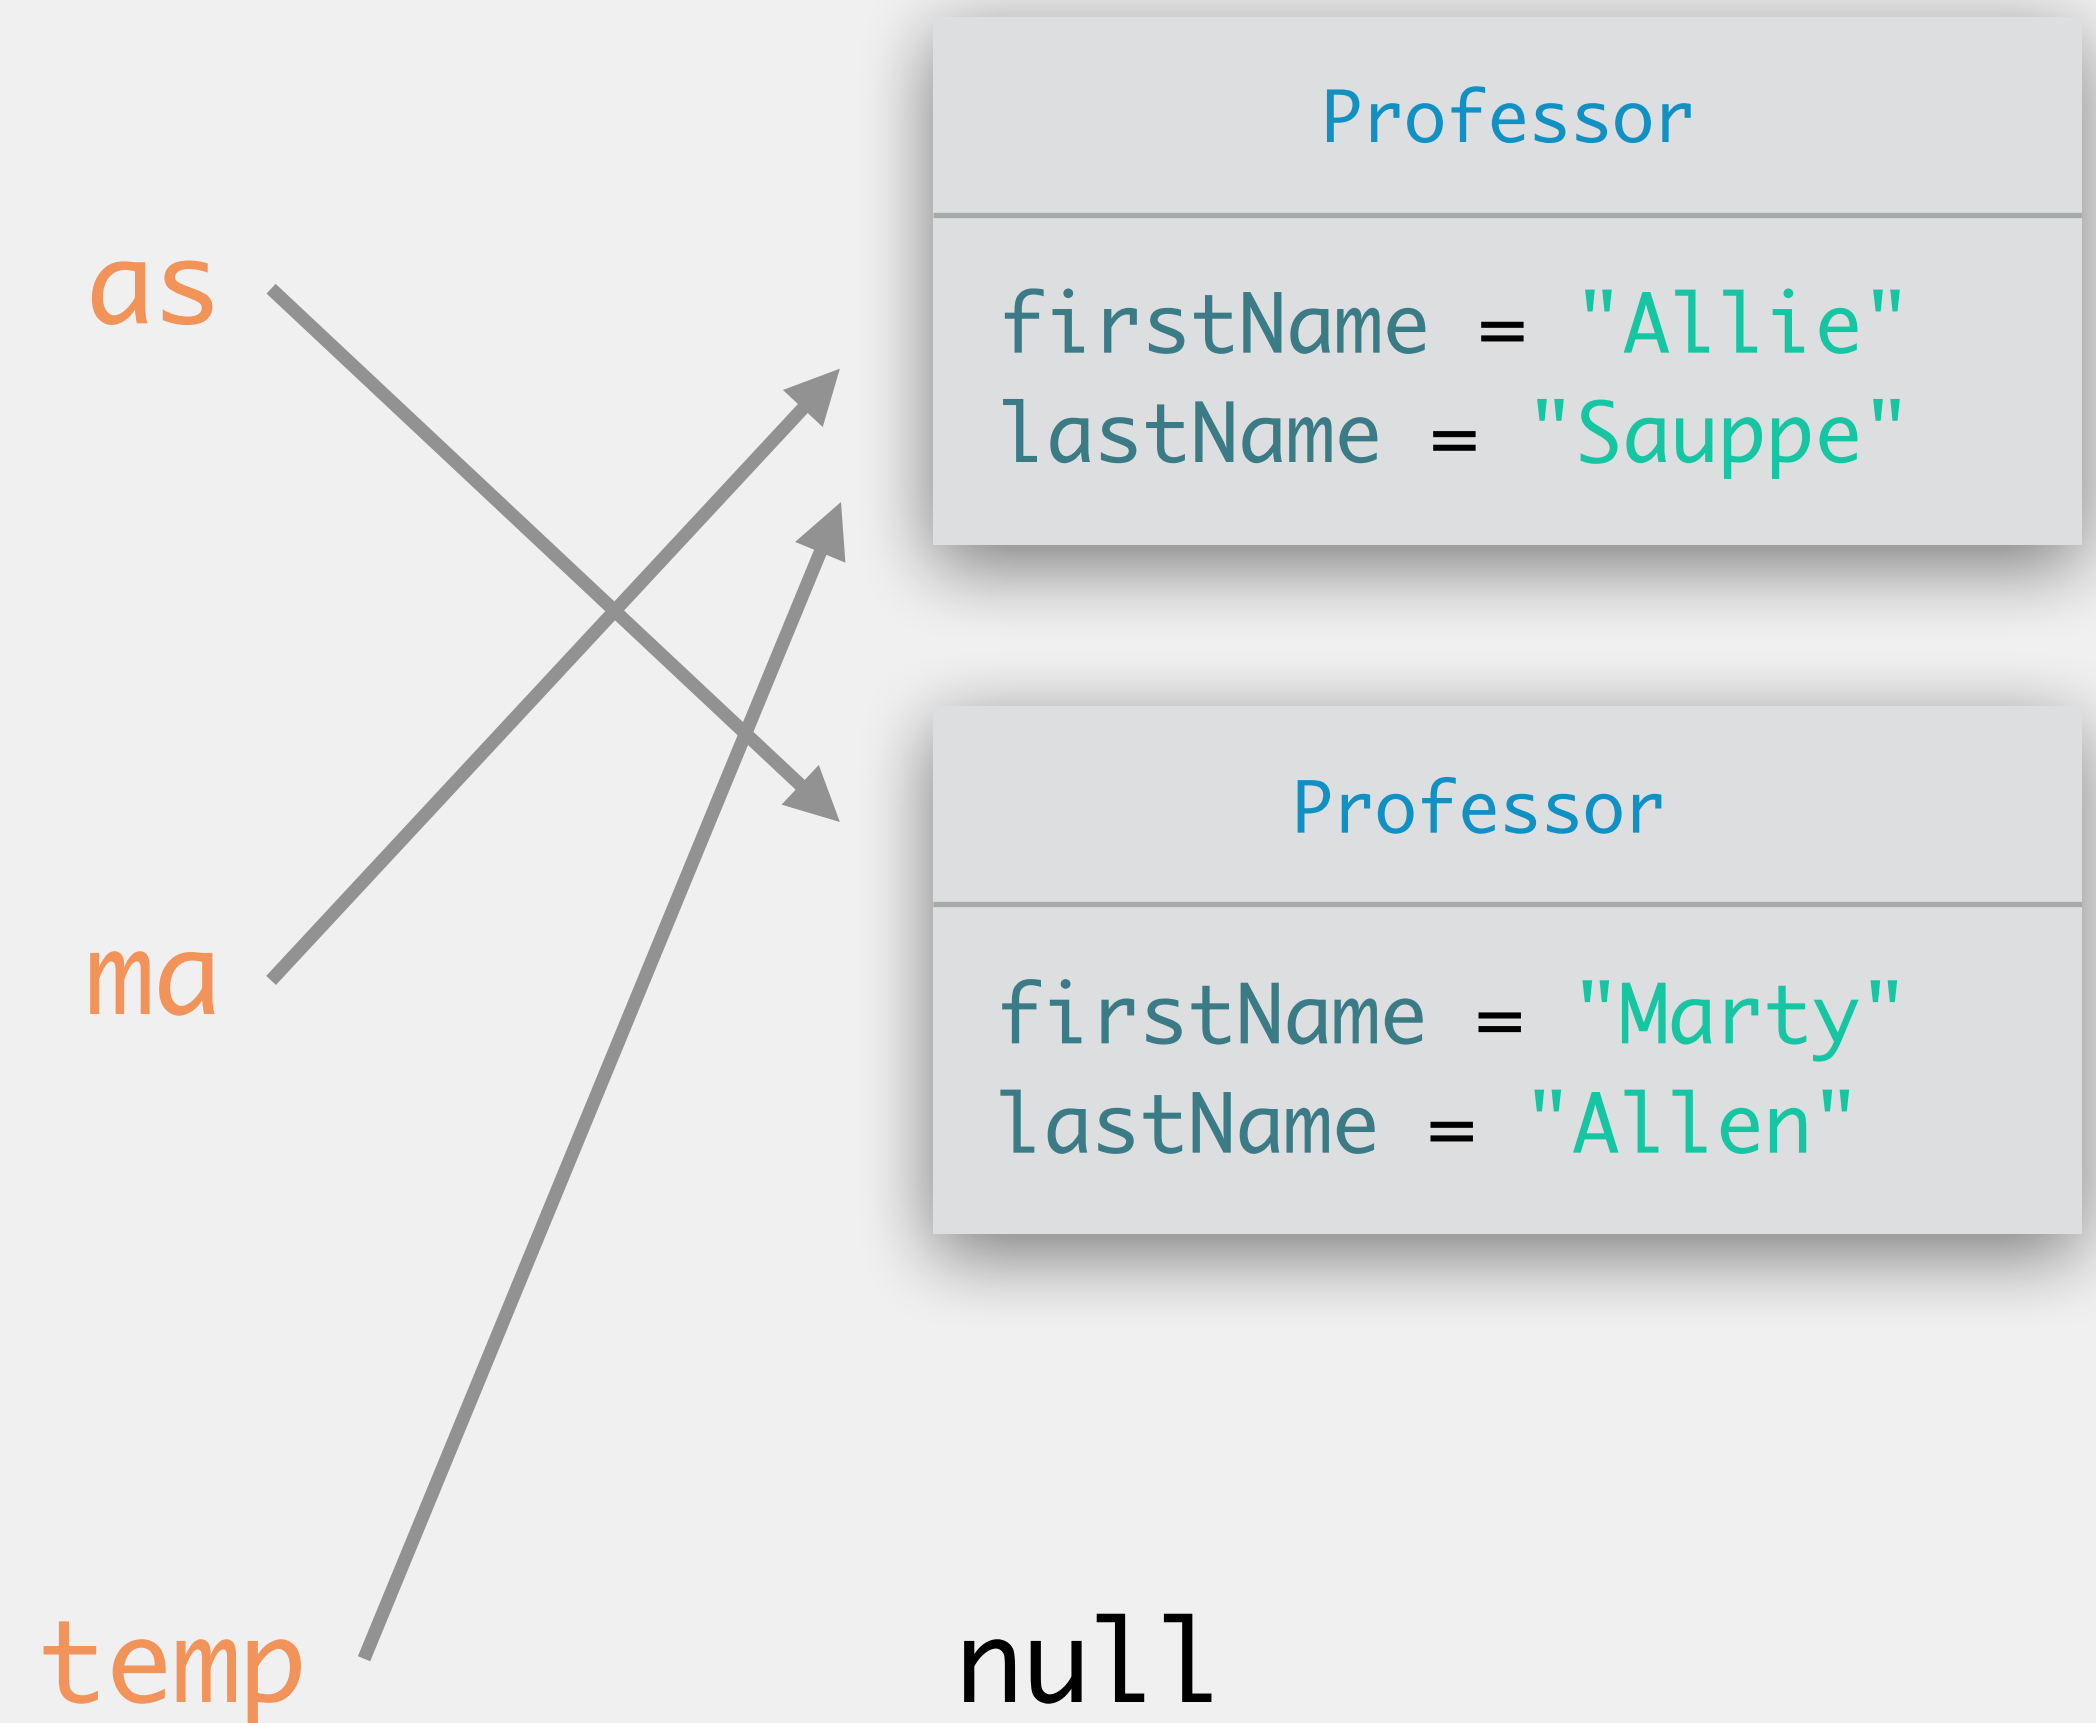 Professor
as
firstName = "Allie"
lastName = "Sauppe"
Professor
ma
firstName = "Marty"
lastName = "Allen"
temp
null